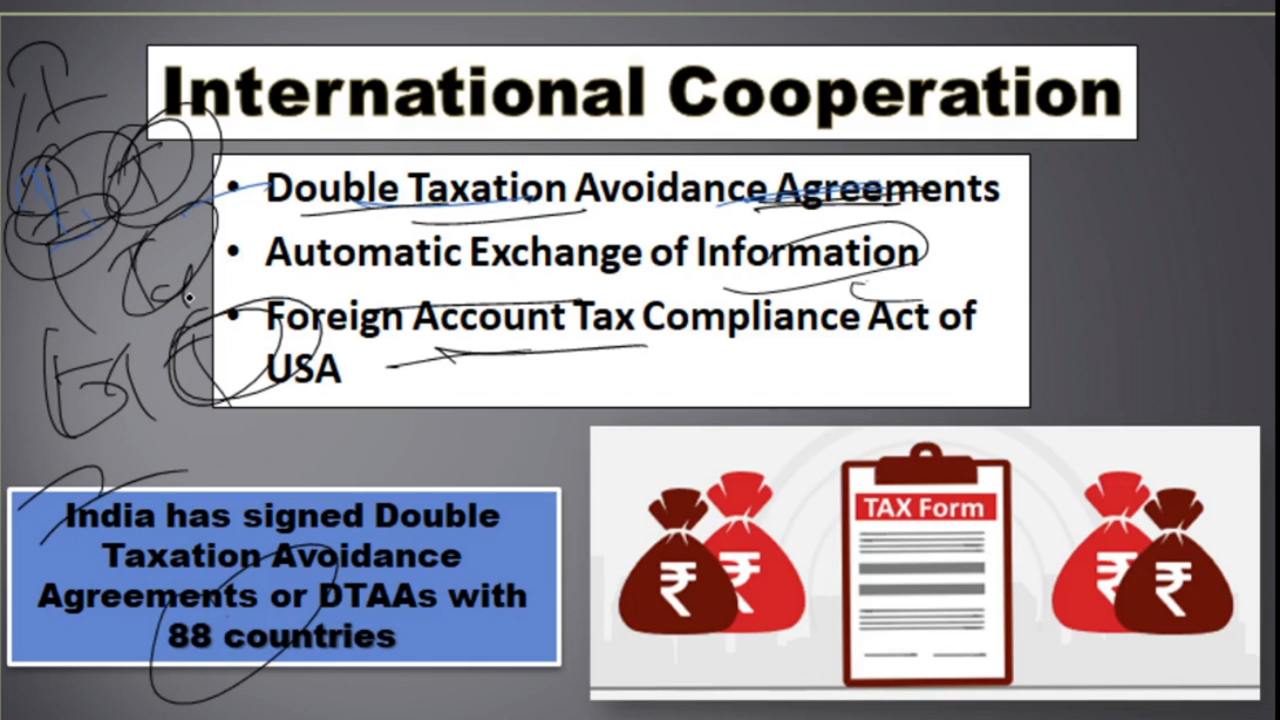 International Cooperation
• Double Taxation Avoidance Agreements
• Automatic Exchange of Information
• Foreign Account Tax Compliance Act of
USA
India has signed Double
Taxation Avoidance
Agreements or DTAAs with
88 countries
TAX Form
₹ ₹ ₹ ₹